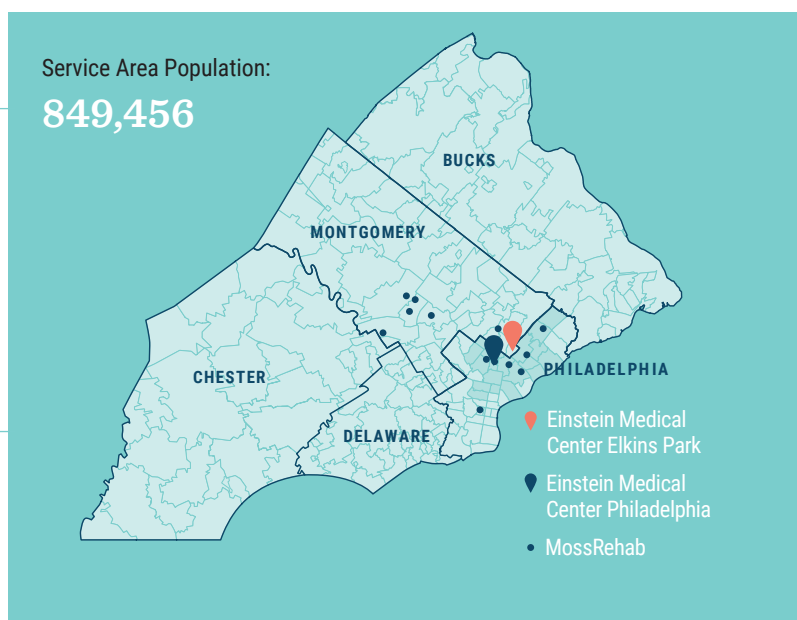 Service Area Population:
849,456
BUCKS
MONTGOMERY
CHESTER
PHILADELPHIA
DELAWARE
Einstein Medical
Center Elkins Park
Einstein Medical
Center Philadelphia
MossRehab